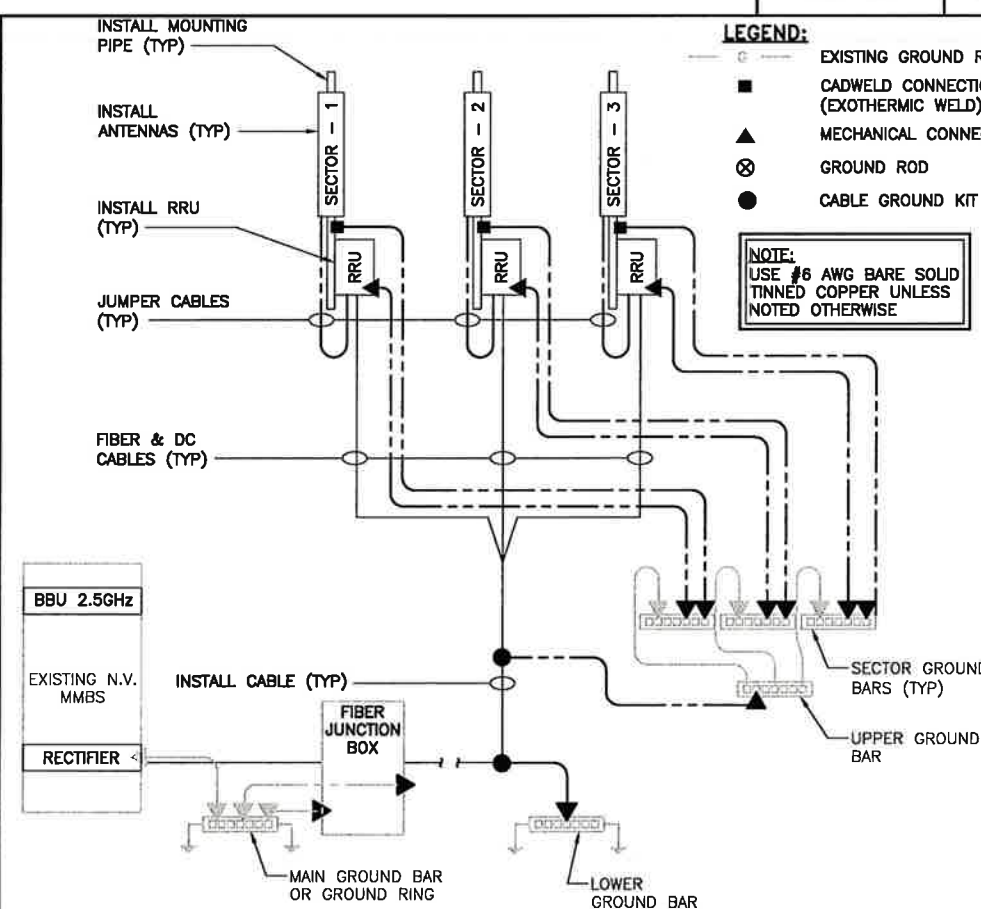 INSTALL MOUNTING
PIPE (TYP)
INSTALL
ANTENNAS (TYP)
INSTALL RRU
(TYP)
JUMPER CABLES
(TYP)
FIBER & DC
CABLES (TYP)
SECTOR - 1
SECTOR - 2
SECTOR - 3
RRU
RRU
RRU
LEGEND:
G
EXISTING GROUND
CADWELD
(EXOTHERMIC WELD)
MECHANICAL
GROUND ROD
CABLE GROUND KIT
NOTE:
USE #6 AWG BARE SOLID
TINNED COPPER UNLESS
NOTED OTHERWISE
BBU 2.5GHz
EXISTING N.V.
MMBS
RECTIFIER
INSTALL CABLE (TYP)
FIBER
JUNCTION
BOX
SECTOR GROUND
BARS (TYP)
UPPER GROUND
BAR
MAIN GROUND BAR
OR GROUND RING
LOWER
GROUND BAR